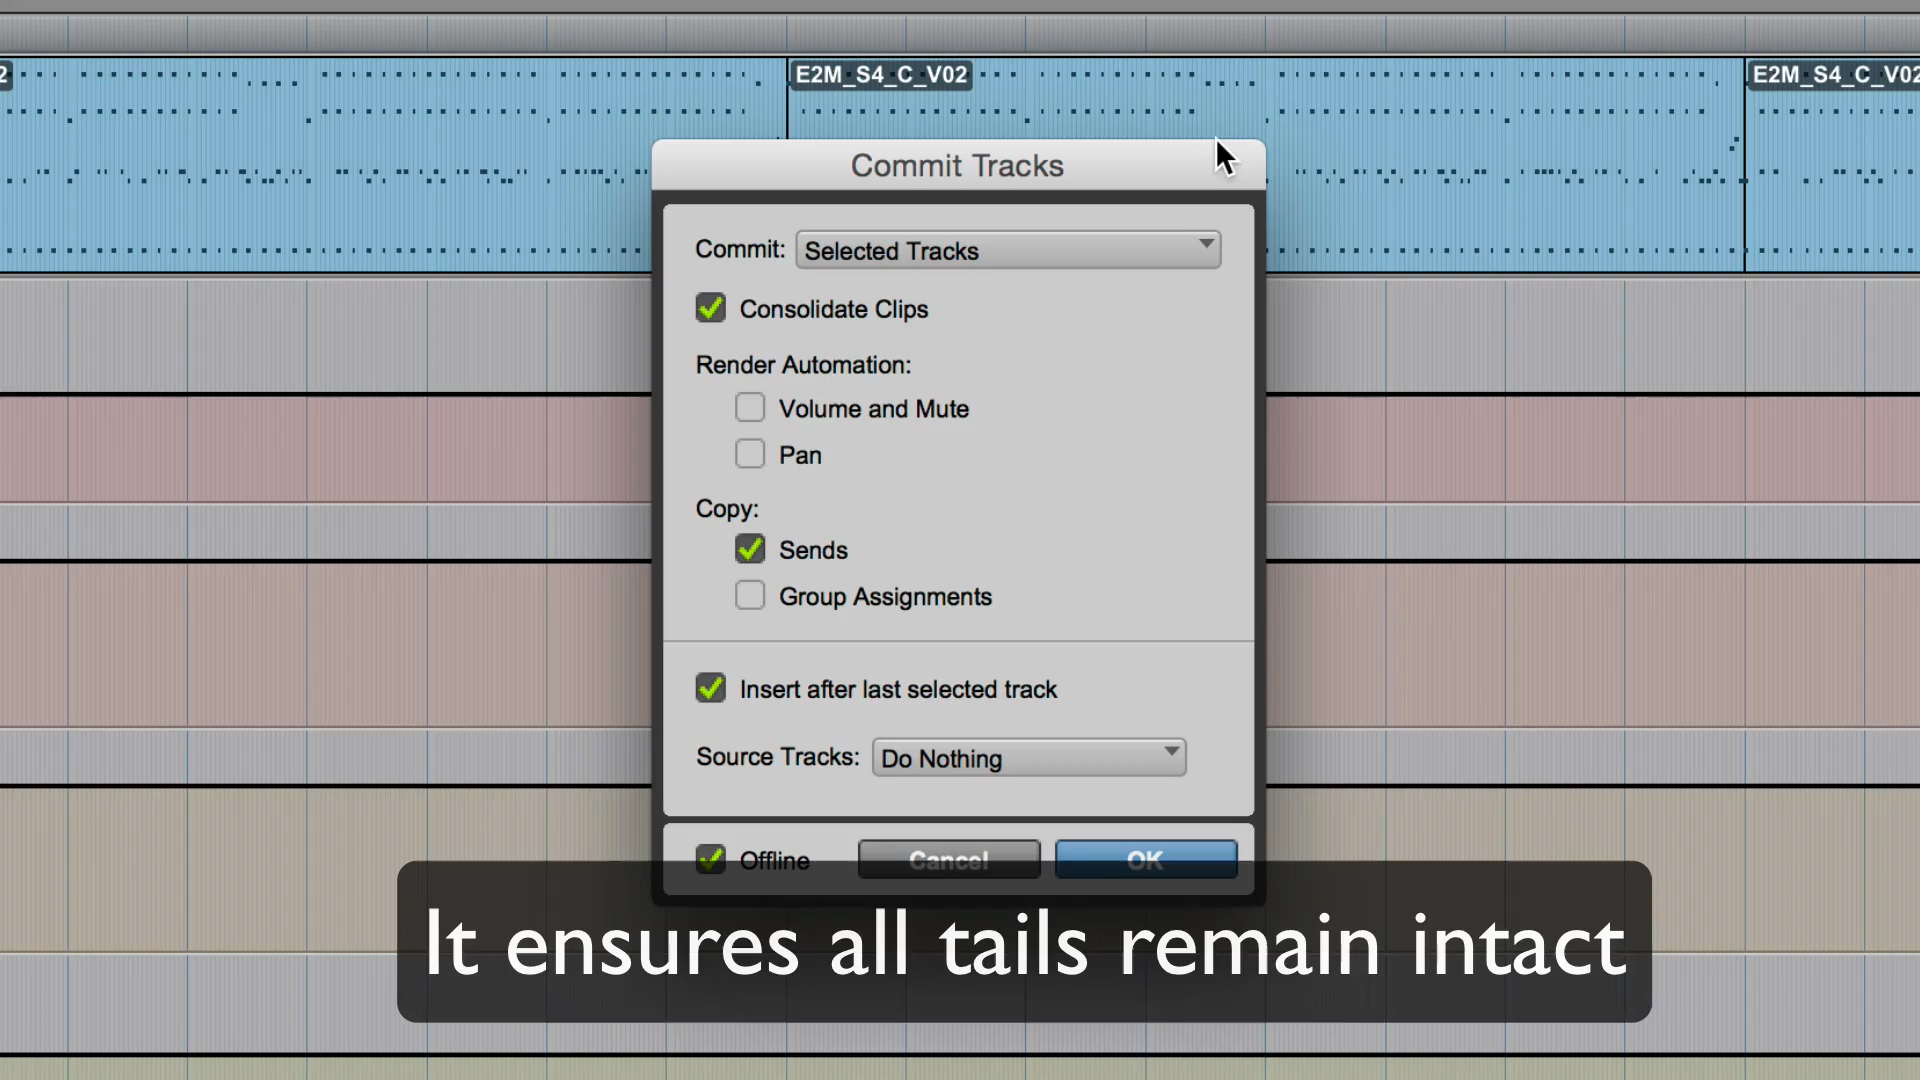 2
E2M_S4_C_V02
E2M_S4_C_V02
Commit Tracks
Commit: Selected Tracks
Consolidate Clips
Render Automation:
Volume and Mute
Pan
Copy:
Sends
Group Assignments
Insert after last selected track
Source Tracks: Do Nothing
Offline Cancel OK
It ensures all tails remain intact